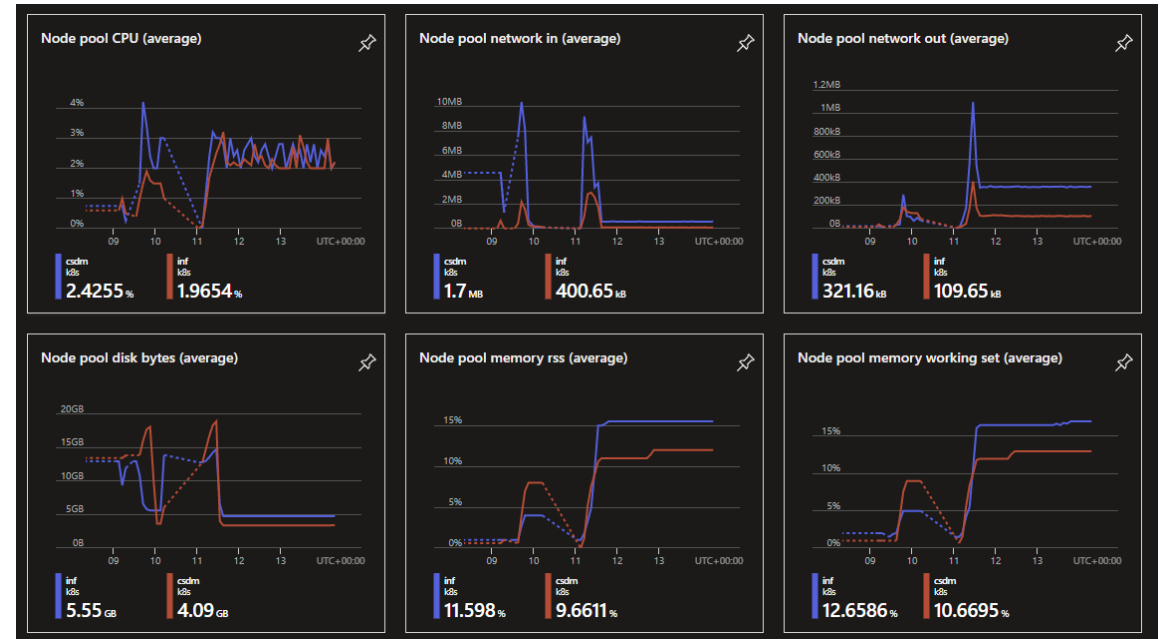 Node pool CPU (average)
4%
3%
2%
1%
0%
09 10 11 12 13 UTC+00:00
csdm
k8s
2.4255 %
inf
k8s
1.9654 %
Node pool network in (average)
10MB
8MB
6MB
4MB
2MB
0B
09 10 11 12 13 UTC+00:00
csdm
k8s
1.7 MB
inf
k8s
400.65 kB
Node pool network out (average)
1.2MB
1MB
800kB
600kB
400kB
200kB
0B
09 10 11 12 13 UTC+00:00
csdm
k8s
321.16 kB
inf
k8s
109.65 kB
Node pool disk bytes (average)
20GB
15GB
10GB
5GB
0B
09 10 11 12 13 UTC+00:00
inf
k8s
5.55 GB
csdm
k8s
4.09 GB
Node pool memory rss (average)
15%
10%
5%
0%
09 10 11 12 13 UTC+00:00
inf
k8s
11.598 %
csdm
k8s
9.6611 %
Node pool memory working set (average)
15%
10%
5%
0%
09 10 11 12 13 UTC+00:00
inf
k8s
12.6586 %
csdm
k8s
10.6695 %